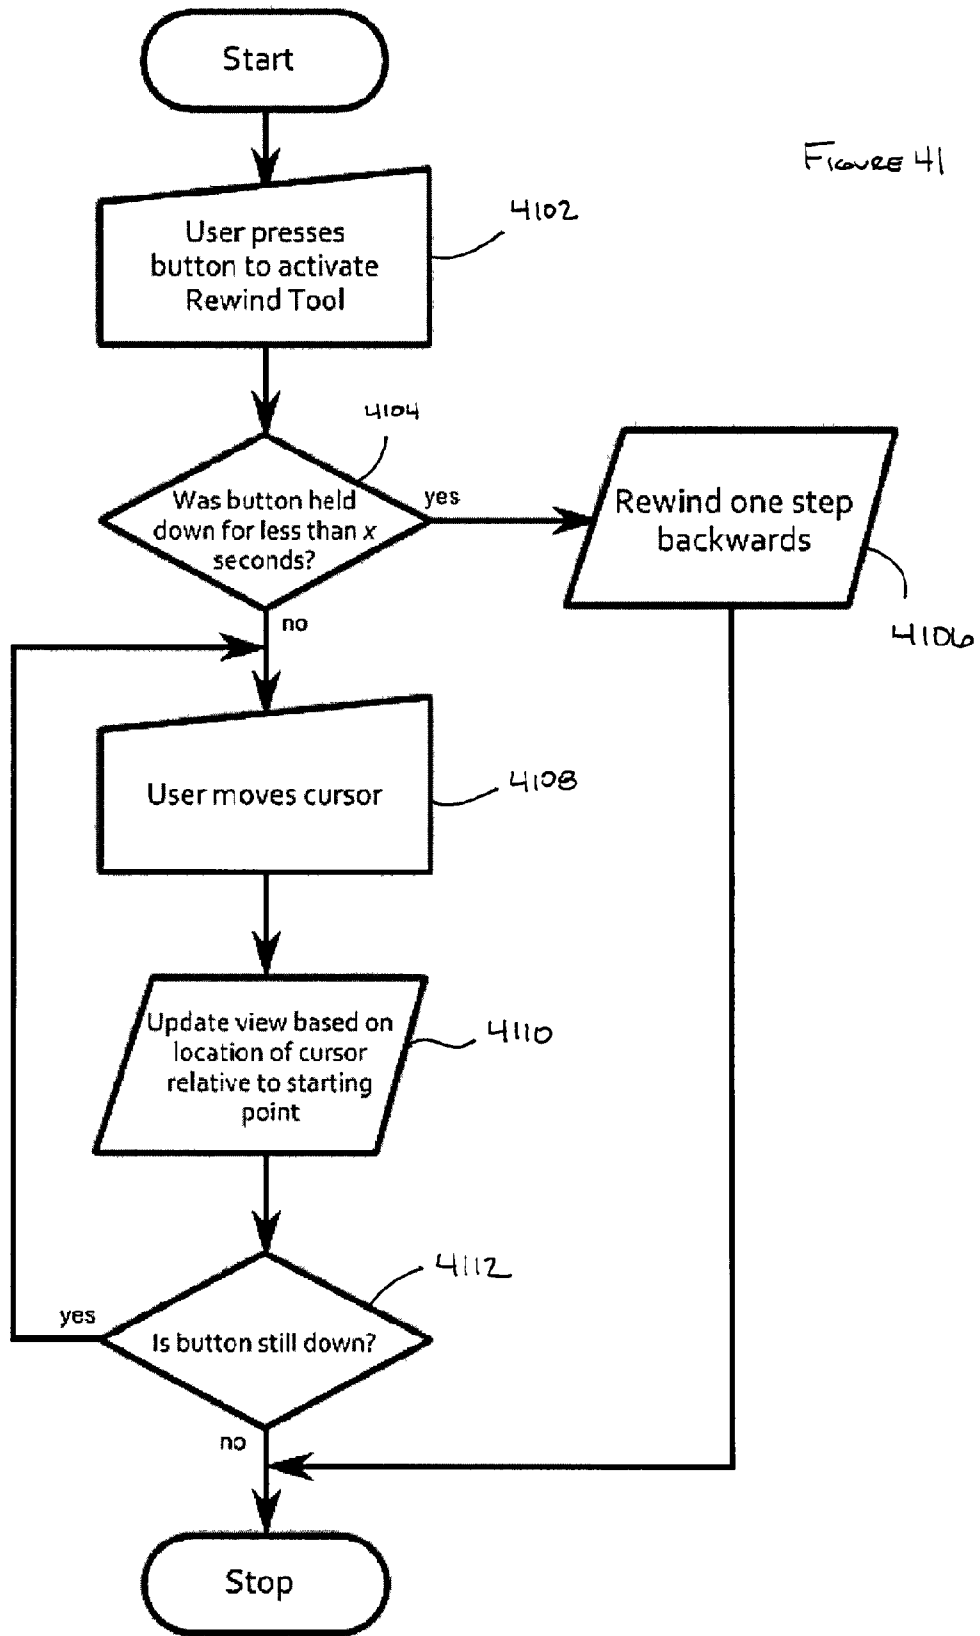 Start
FIGURE 41
4102
User presses
button to activate
Rewind Tool
4104
Was button held
down for less than x
seconds?
yes
no
Rewind one step
backwards
4106
User moves cursor
4108
Update view based on
location of cursor
relative to starting
point
4110
4112
Is button still down?
yes
no
Stop